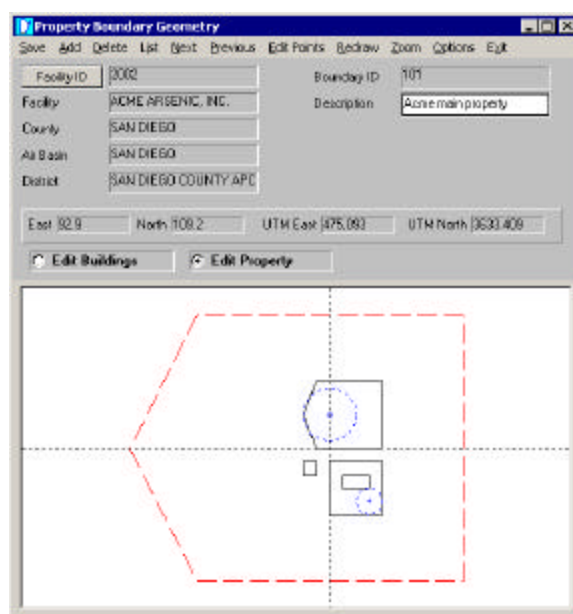 Property Boundary Geometry
Save Add Delete List Next Previous Edit Points Redraw Zoom Options Exit
Facility ID 2002 Boundary ID 101
Facility ACME ARSENIC, INC. Description Acme main property
County SAN DIEGO
Air Basin SAN DIEGO
District SAN DIEGO COUNTY APC
East 92.9 North 109.2 UTM East 475.093 UTM North 3633.409
Edit Buildings Edit Property